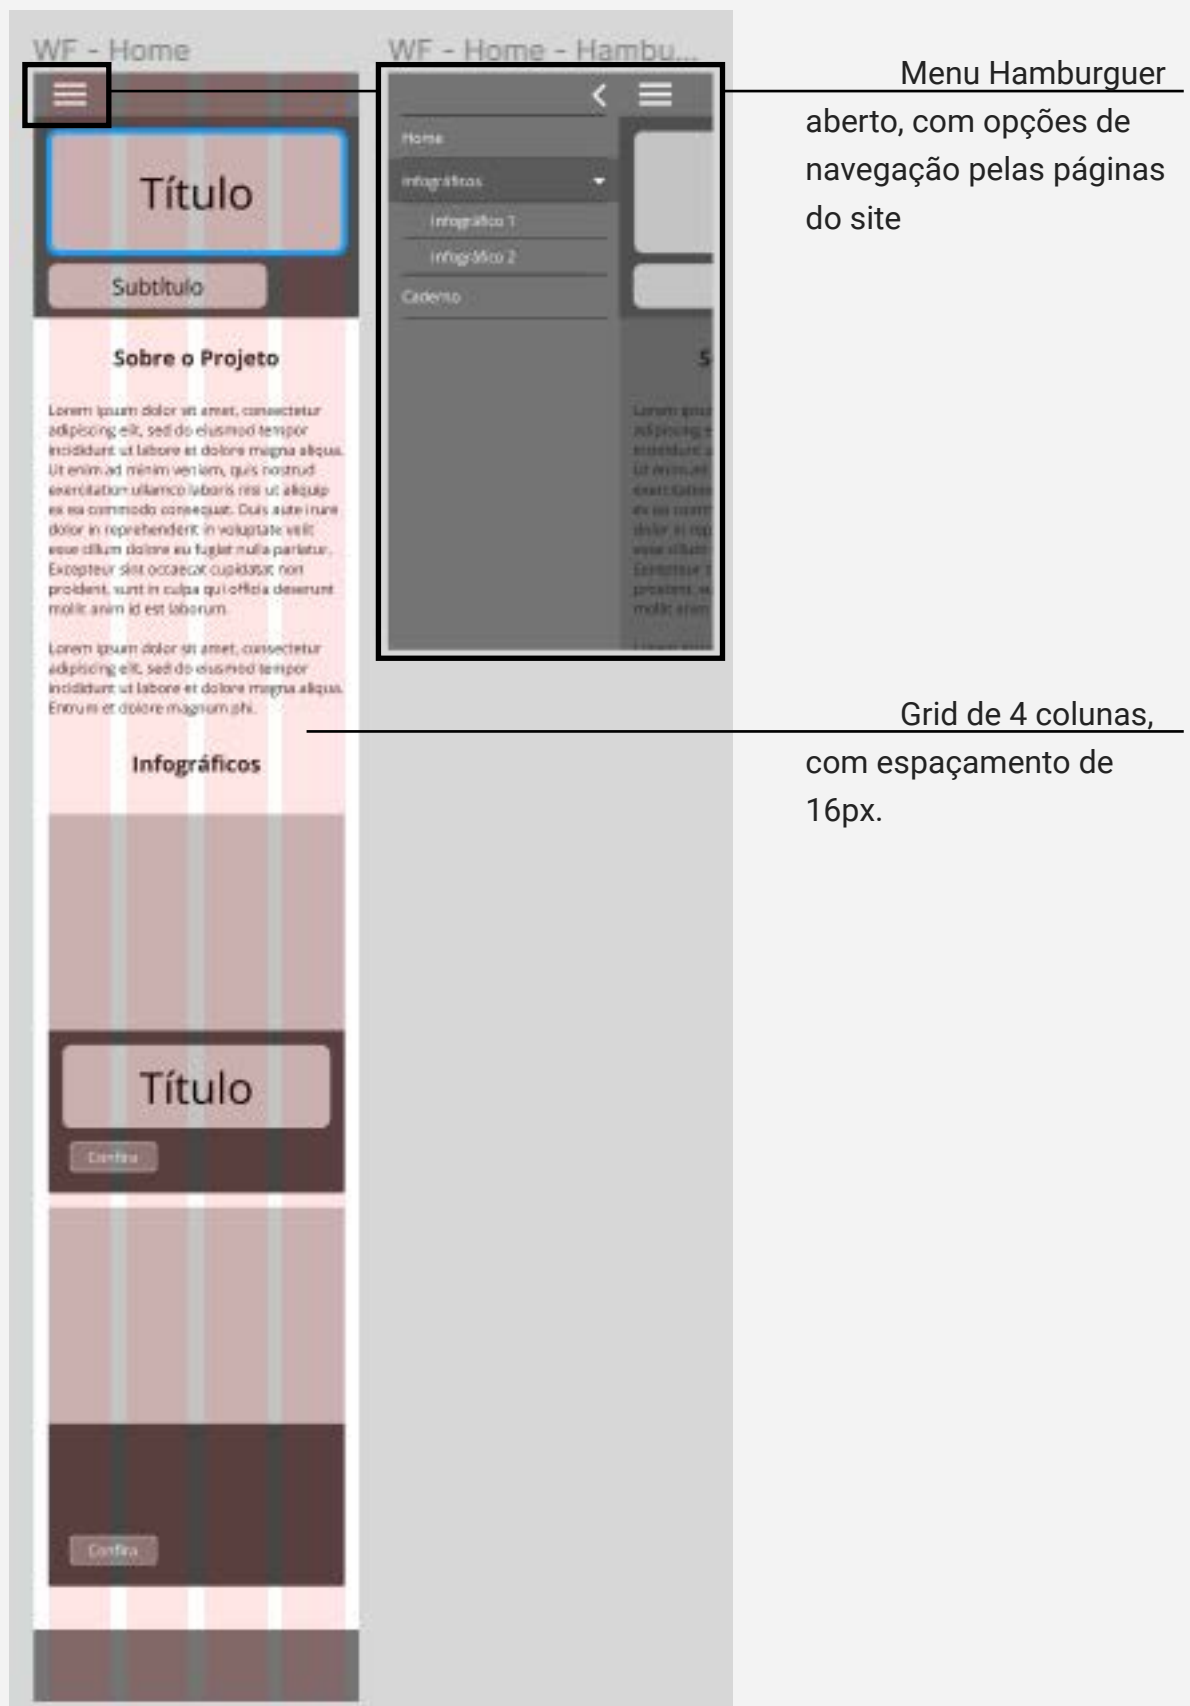 WF - Home
Título
Subtítulo
Sobre o Projeto
Lorem ipsum dolor sit amet, consectetur
adipiscing elit, sed do eiusmod tempor
incididunt ut labore et dolore magna aliqua.
Ut enim ad minim veniam, quis nostrud
exercitation ullamco laboris nisi ut aliquip
ex ea commodo consequat. Duis aute irure
dolor in reprehenderit in voluptate velit
esse cillum dolore eu fugiat nulla pariatur.
Excepteur sint occaecat cupidatat non
proident, sunt in culpa qui officia deserunt
mollit anim id est laborum.
Lorem ipsum dolor sit amet, consectetur
adipiscing elit, sed do eiusmod tempor
incididunt ut labore et dolore magna aliqua.
Entrum et dolore magnum phi.
Infográficos
Título
Confira
Confira
WF - Home - Hambu...
Home
Infográficos
Infográfico 1
Infográfico 2
Caderno
S
Menu Hamburguer
aberto, com opções de
navegação pelas páginas
do site
Grid de 4 colunas,
com espaçamento de
16px.